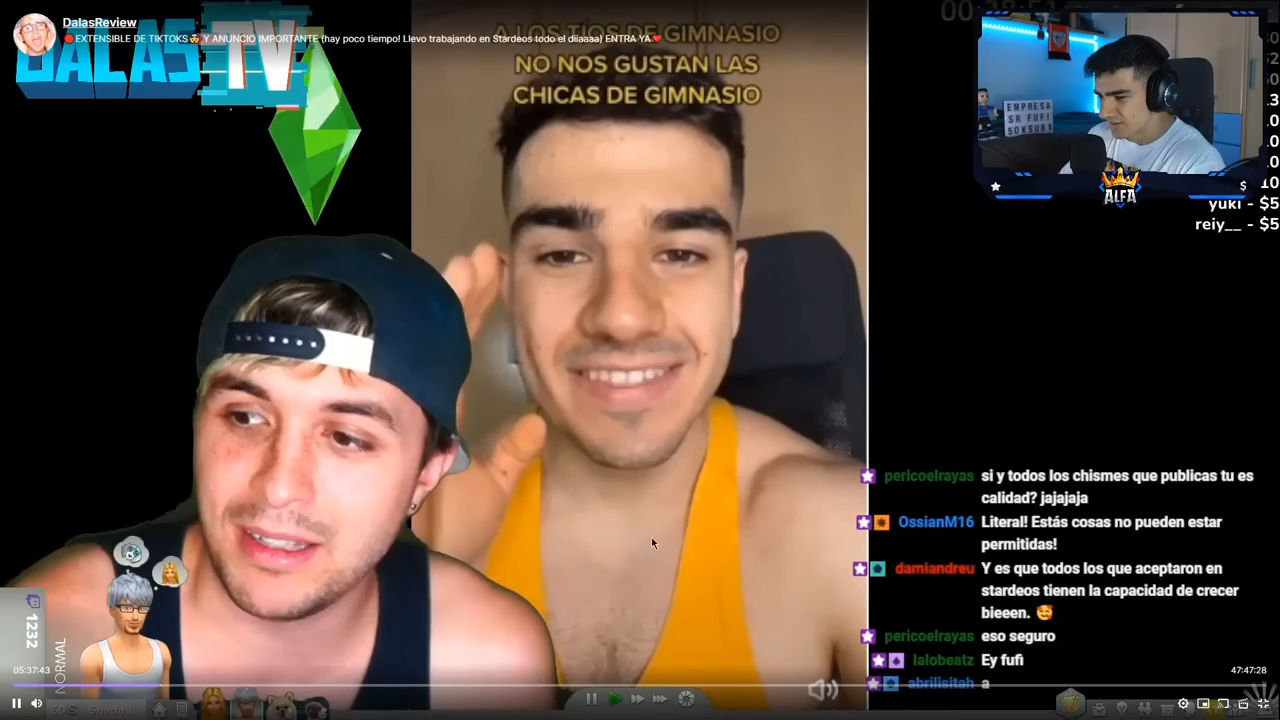 DalasReview
EXTENSIBLE DE TIKTOKS Y ANUNCIO IMPORTANTE (hay poco tiempo! Llevo trabajando en Stardeos todo el diaaaa) ENTRA YA
DALAS TV
A LOS TÍOS DE GIMNASIO
NO NOS GUSTAN LAS
CHICAS DE GIMNASIO
EMPRESA
SR FUFI
50KSUBS
ALFA
$
yuki - $5
reiy__ - $5
pericoelrayas si y todos los chismes que publicas tu es
calidad? jajajaja
OssianM16 Literal! Estás cosas no pueden estar
permitidas!
damiandreu Y es que todos los que aceptaron en
stardeos tienen la capacidad de crecer
bieeen. 🥰
pericoelrayas eso seguro
lalobeatz Ey fufi
abrilisitah a
1232
NORMAL
05:37:43
47:47:28